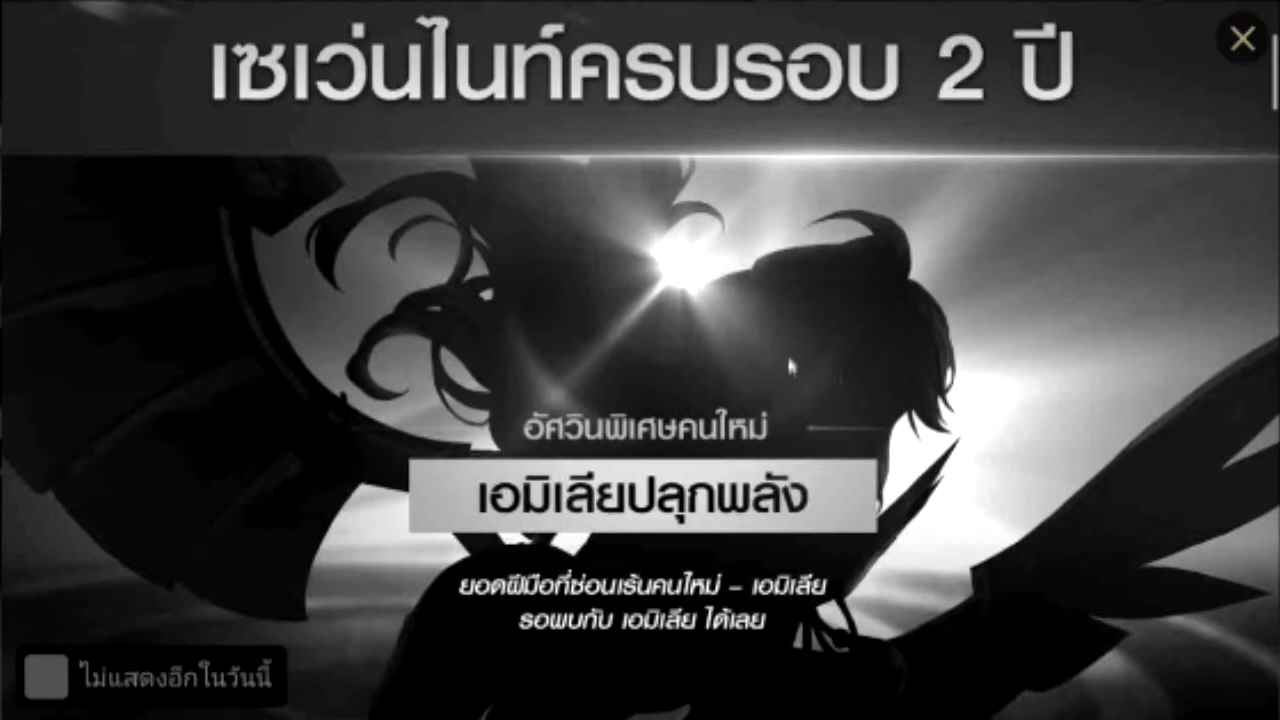 เซเว่นไนท์ครบรอบ 2 ปี
อัศวินพิเศษคนใหม่
เอมิเลียปลุกพลัง
ยอดฝีมือที่ซ่อนเร้นคนใหม่ - เอมิเลีย
รอพบกับ เอมิเลีย ได้เลย
ไม่แสดงอีกในวันนี้